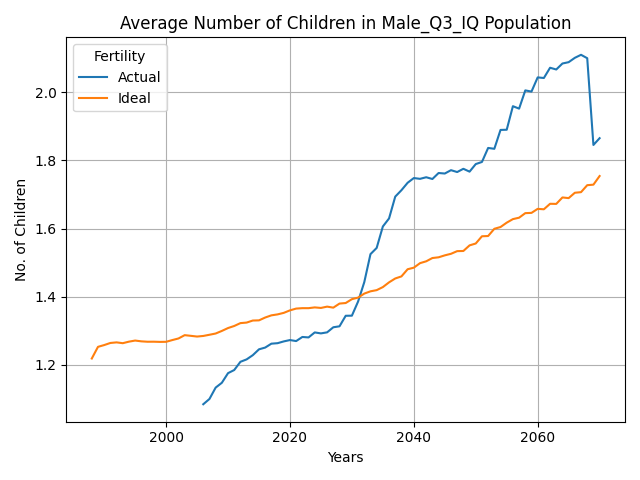 Average Number of Children in Male_Q3_IQ Population
Fertility
Actual
Ideal
No. of Children
2.0
1.8
1.6
1.4
1.2
2000
2020
2040
2060
Years